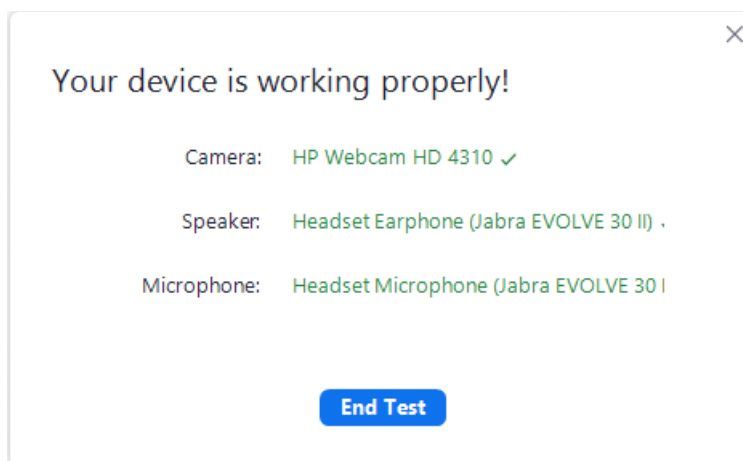 Your device is working properly!
Camera: HP Webcam HD 4310 ✓
Speaker: Headset Earphone (Jabra EVOLVE 30 II)
Microphone: Headset Microphone (Jabra EVOLVE 30 I
End Test